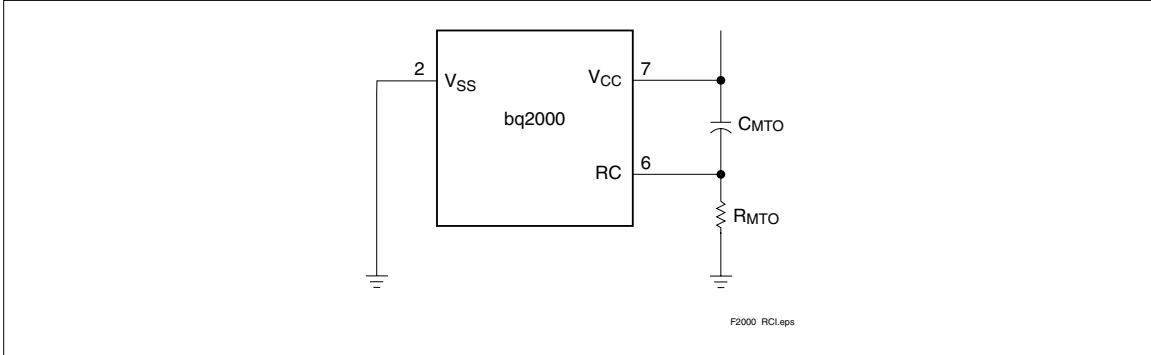 2
VSS
VCC
7
bq2000
CMTO
RC
6
RMTO
F2000 RCI.eps